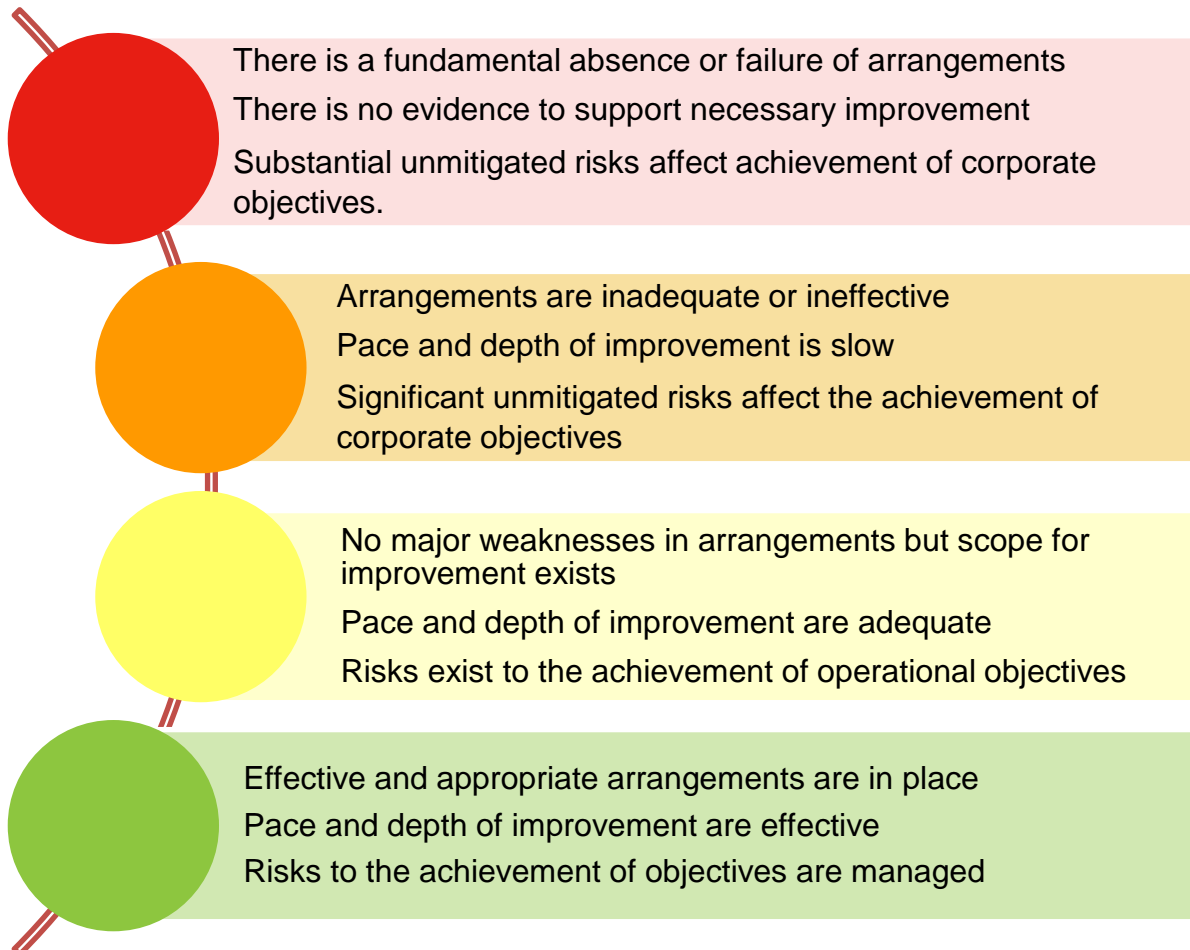 There is a fundamental absence or failure of arrangements
There is no evidence to support necessary improvement
Substantial unmitigated risks affect achievement of corporate
objectives.
Arrangements are inadequate or ineffective
Pace and depth of improvement is slow
Significant unmitigated risks affect the achievement of
corporate objectives
No major weaknesses in arrangements but scope for
improvement exists
Pace and depth of improvement are adequate
Risks exist to the achievement of operational objectives
Effective and appropriate arrangements are in place
Pace and depth of improvement are effective
Risks to the achievement of objectives are managed